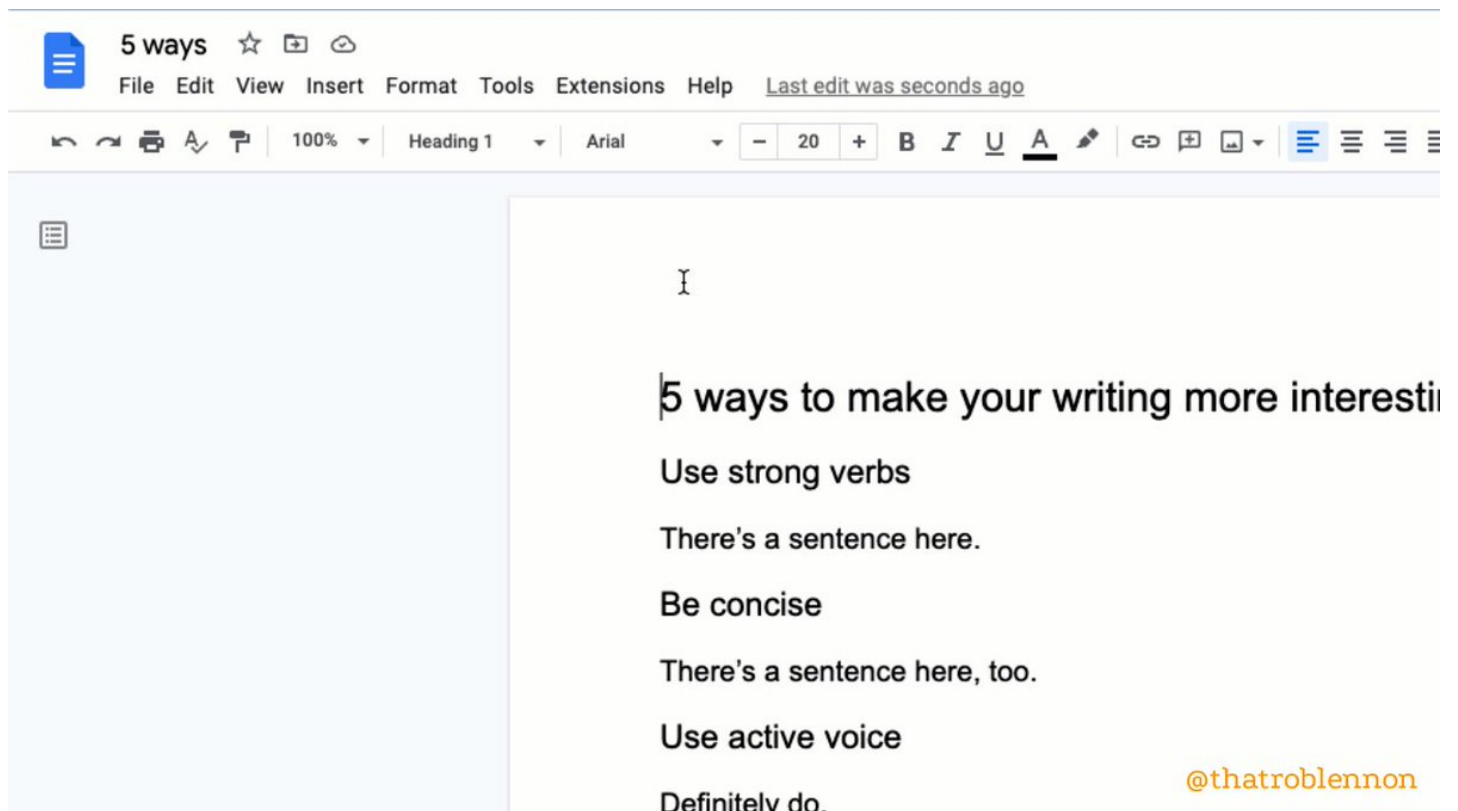 5 ways
File Edit View Insert Format Tools Extensions Help Last edit was seconds ago
100% Heading 1 Arial − 20 + B I U A
5 ways to make your writing more
Use strong verbs
There's a sentence here.
Be concise
There's a sentence here, too.
Use active voice
Definitely do.
@thatroblennon